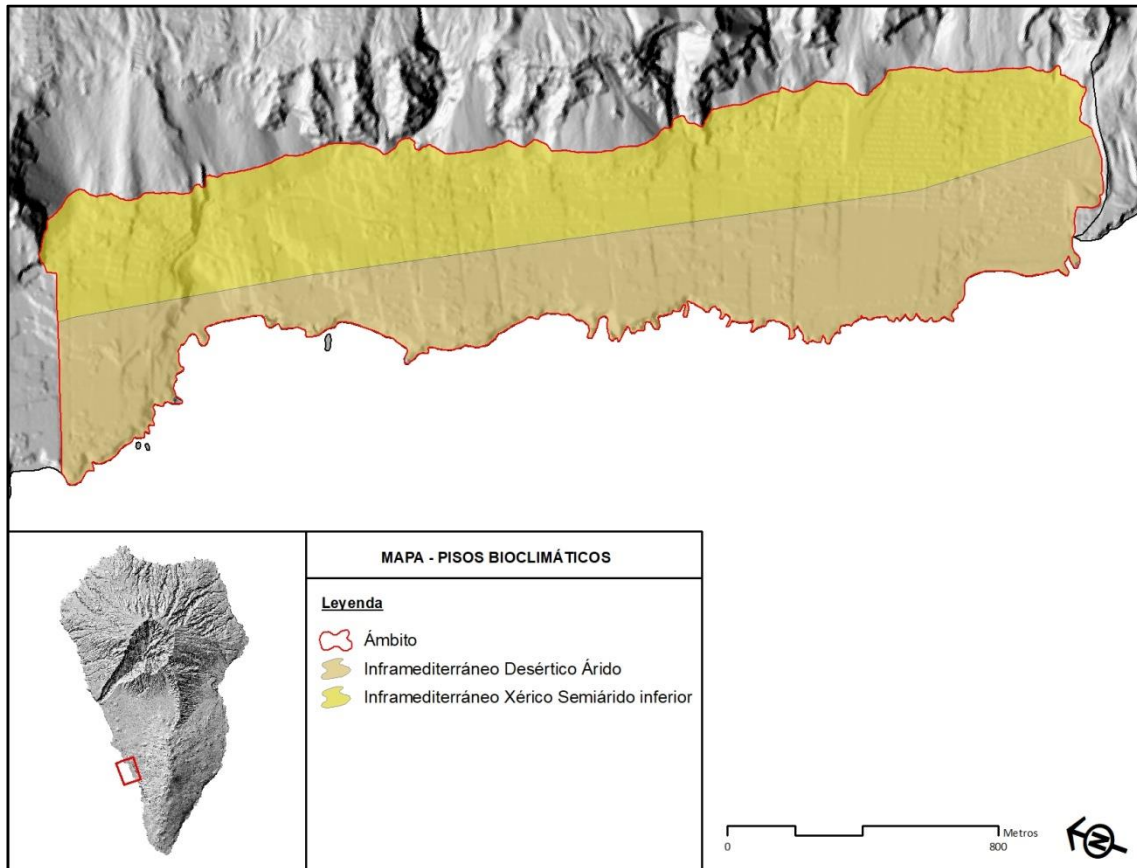 MAPA - PISOS BIOCLIMÁTICOS
Leyenda
Ámbito
Inframediterráneo Desértico Árido
Inframediterráneo Xérico Semiárido inferior
Metros
0 800
N